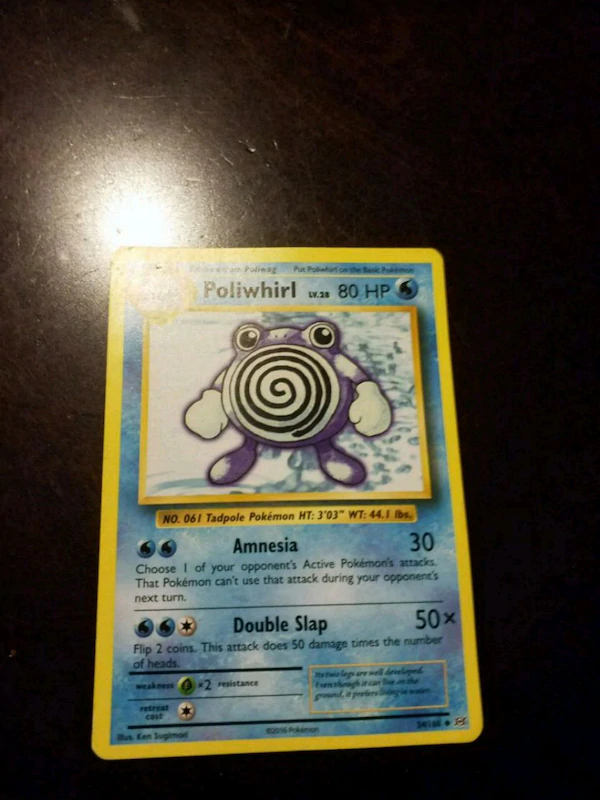 Poliwag Put Poliwhirl on the Basic Pokémon
Poliwhirl LV.28 80 HP
NO. 061 Tadpole Pokémon HT: 3'03" WT: 44.1 lbs.
Amnesia 30
Choose 1 of your opponent's Active Pokémon's attacks.
That Pokémon can't use that attack during your opponent's
next turn.
Double Slap 50×
Flip 2 coins. This attack does 50 damage times the number
of heads.
weakness ×2 resistance
Its two legs are well developed.
Even though it can live on the
ground, it prefers living in water.
retreat
cost
Illus. Ken Sugimori ©2016 Pokémon